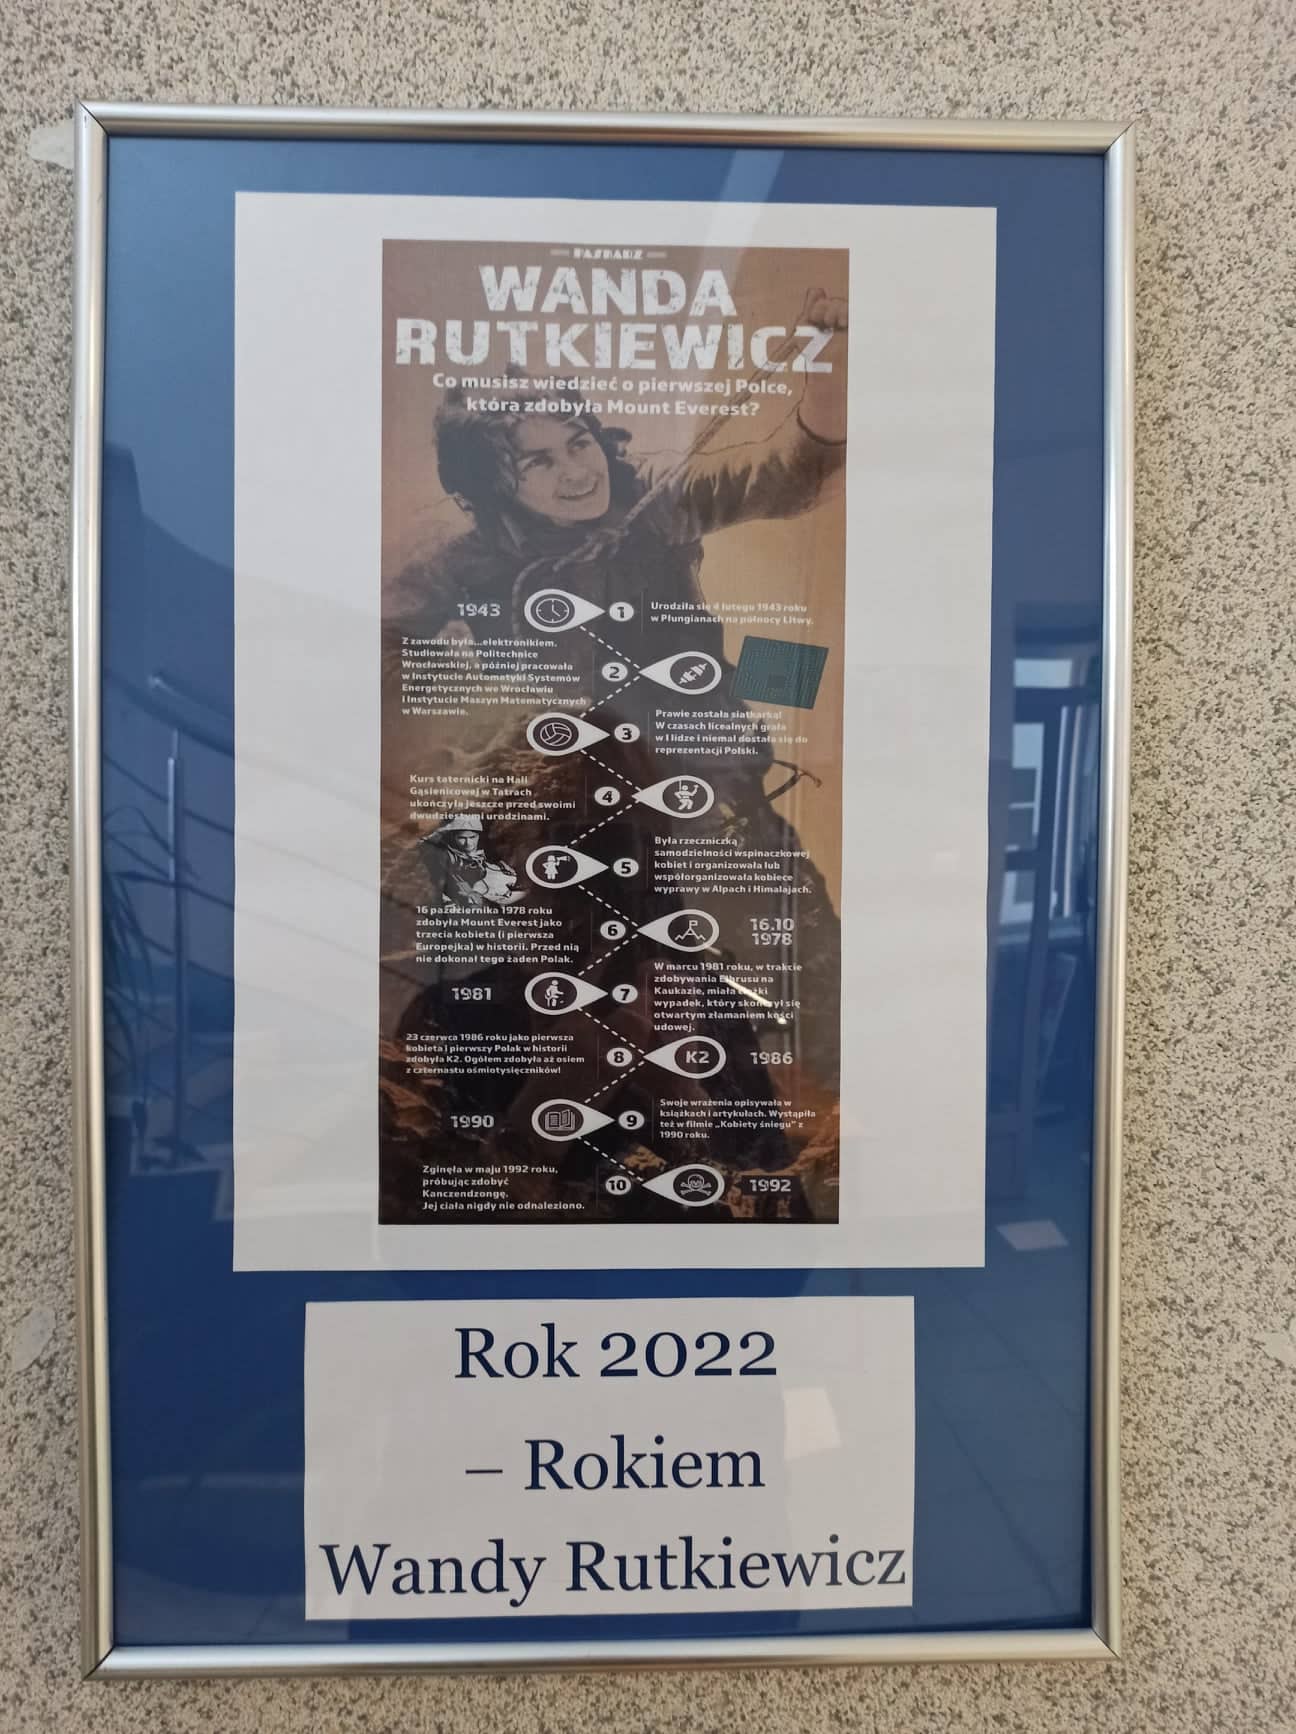 PASBARZ
WANDA
RUTKIEWICZ
Co musisz wiedzieć o pierwszej Polce,
która zdobyła Mount Everest?
1943
1
Urodziła się 4 lutego 1943 roku
w Płungianach na północy Litwy.
Z zawodu była...elektronikiem.
Studiowała na Politechnice
Wrocławskiej, a później pracowała
w Instytucie Automatyki Systemów
Energetycznych we Wrocławiu
i Instytucie Maszyn Matematycznych
w Warszawie.
2
3
Prawie została siatkarką!
W czasach licealnych grała
w I lidze i niemal dostała się do
reprezentacji Polski.
Kurs taternicki na Hali
Gąsienicowej w Tatrach
ukończyła jeszcze przed swoimi
dwudziestymi urodzinami.
4
5
Była rzeczniczką
samodzielności wspinaczkowej
kobiet i organizowała lub
współorganizowała kobiece
wyprawy w Alpach i Himalajach.
16 października 1978 roku
zdobyła Mount Everest jako
trzecia kobieta (i pierwsza
Europejka) w historii. Przed nią
nie dokonał tego żaden Polak.
6
16.10
1978
1981
7
W marcu 1981 roku, w trakcie
zdobywania Elbrusu na
Kaukazie, miała ciężki
wypadek, który skończył się
otwartym złamaniem kości
udowej.
23 czerwca 1986 roku jako pierwsza
kobieta i pierwszy Polak w historii
zdobyła K2. Ogółem zdobyła aż osiem
z czternastu ośmiotysięczników!
8
K2
1986
1990
9
Swoje wrażenia opisywała w
książkach i artykułach. Wystąpiła
też w filmie „Kobiety śniegu" z
1990 roku.
Zginęła w maju 1992 roku,
próbując zdobyć
Kanczendzongę.
Jej ciała nigdy nie odnaleziono.
10
1992
Rok 2022
– Rokiem
Wandy Rutkiewicz